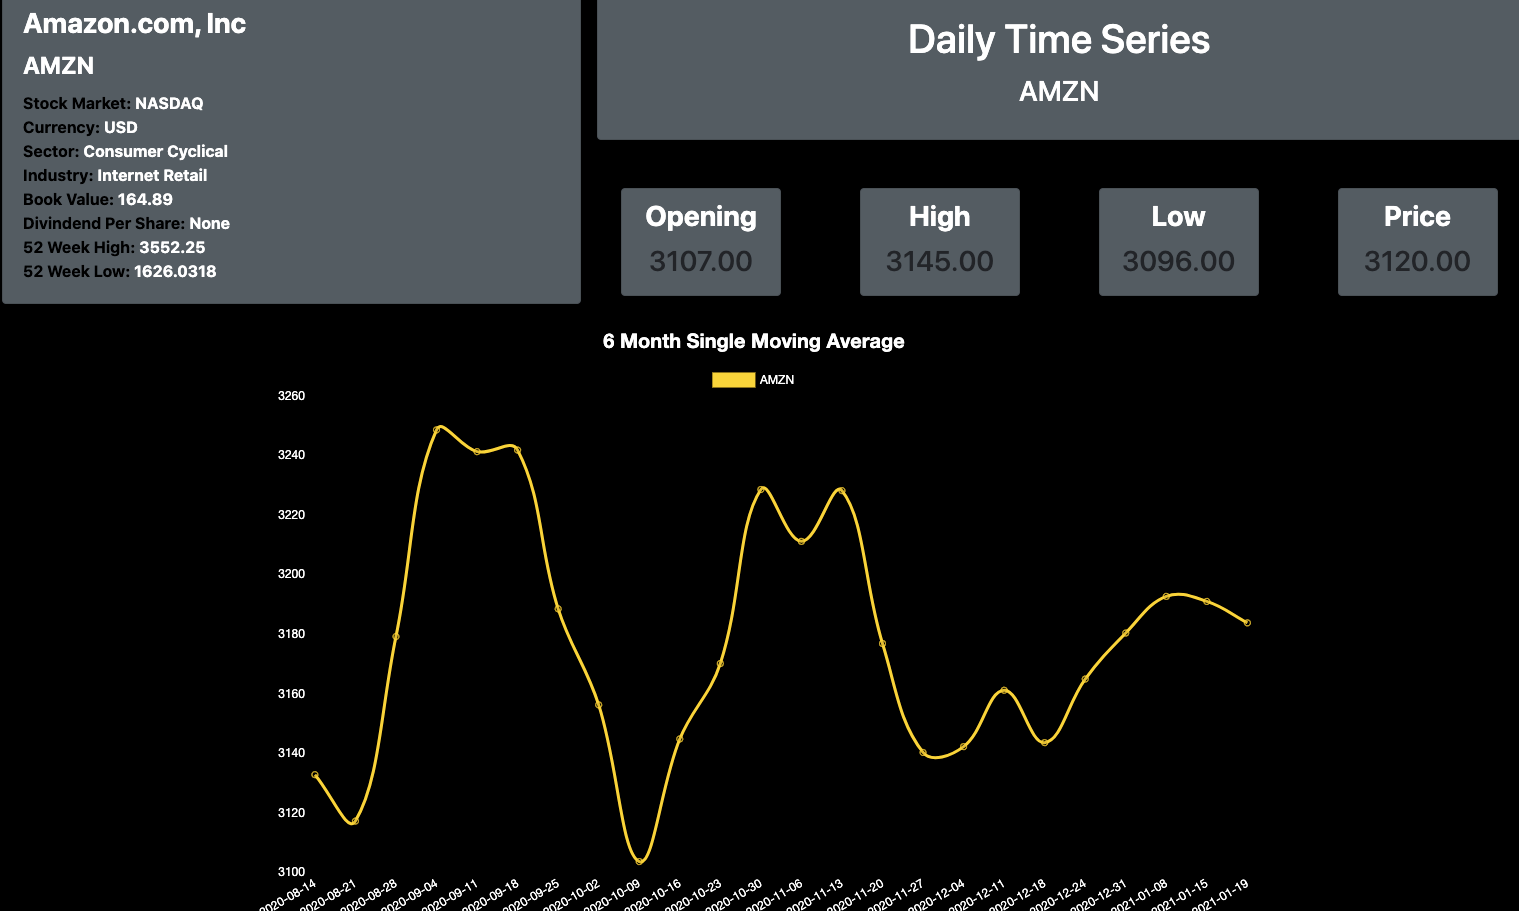 Amazon.com, Inc
AMZN
Stock Market: NASDAQ
Currency: USD
Sector: Consumer Cyclical
Industry: Internet Retail
Book Value: 164.89
Divindend Per Share: None
52 Week High: 3552.25
52 Week Low: 1626.0318
Daily Time Series
AMZN
Opening
3107.00
High
3145.00
Low
3096.00
Price
3120.00
6 Month Single Moving Average
AMZN
3260
3240
3220
3200
3180
3160
3140
3120
3100
2020-08-14
2020-08-21
2020-08-28
2020-09-04
2020-09-11
2020-09-18
2020-09-25
2020-10-02
2020-10-09
2020-10-16
2020-10-23
2020-10-30
2020-11-06
2020-11-13
2020-11-20
2020-11-27
2020-12-04
2020-12-11
2020-12-18
2020-12-24
2020-12-31
2021-01-08
2021-01-15
2021-01-19